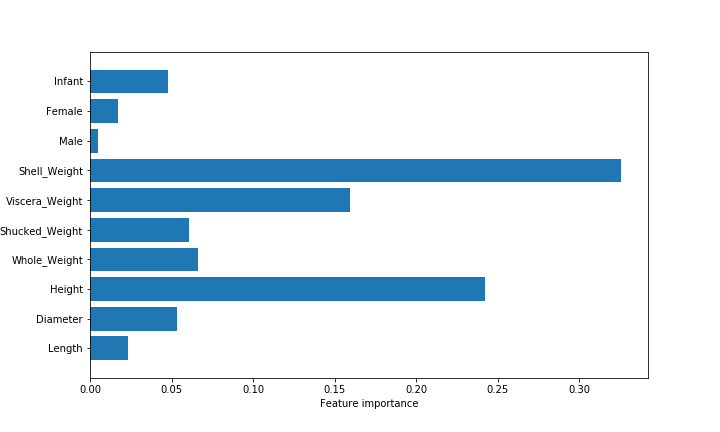 Infant
Female
Male
Shell_Weight
Viscera_Weight
Shucked_Weight
Whole_Weight
Height
Diameter
Length
0.00 0.05 0.10 0.15 0.20 0.25 0.30
Feature importance